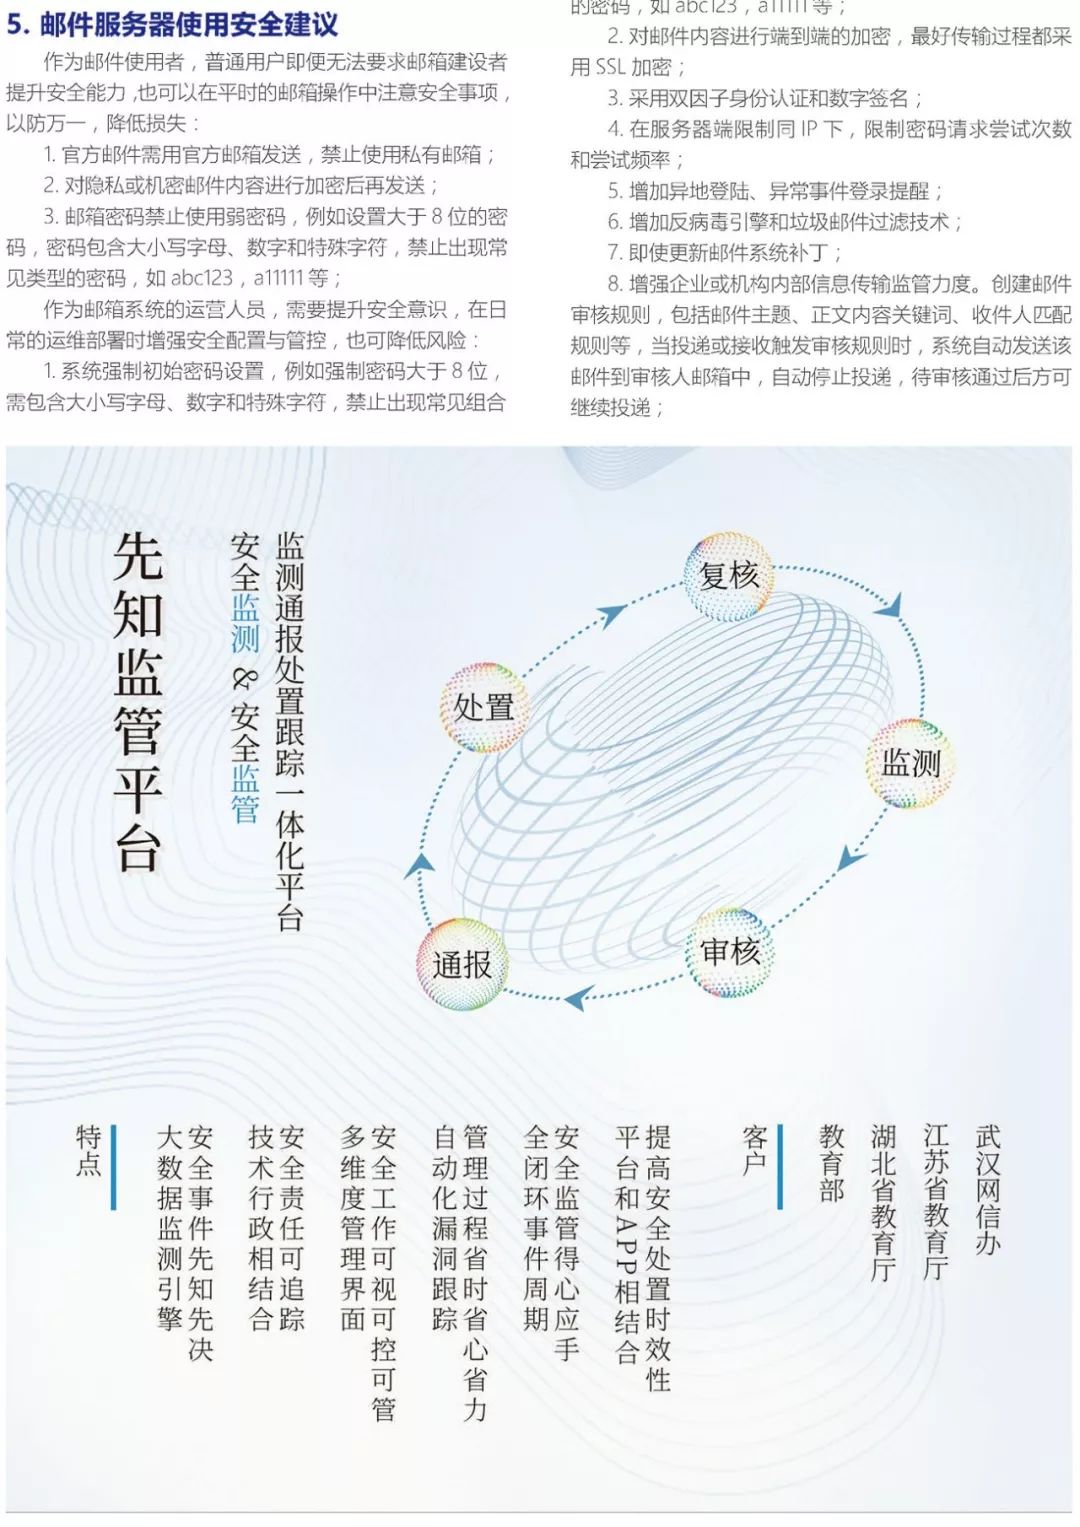 5. 邮件服务器使用安全建议
作为邮件使用者，普通用户即便无法要求邮箱建设者
提升安全能力,也可以在平时的邮箱操作中注意安全事项，
以防万一，降低损失：
1. 官方邮件需用官方邮箱发送，禁止使用私有邮箱；
2. 对隐私或机密邮件内容进行加密后再发送；
3. 邮箱密码禁止使用弱密码，例如设置大于 8 位的密
码，密码包含大小写字母、数字和特殊字符，禁止出现常
见类型的密码，如 abc123，a11111 等；
作为邮箱系统的运营人员，需要提升安全意识，在日
常的运维部署时增强安全配置与管控，也可降低风险：
1. 系统强制初始密码设置，例如强制密码大于 8 位，
需包含大小写字母、数字和特殊字符，禁止出现常见组合
的密码，如 abc123，a11111 等；
2. 对邮件内容进行端到端的加密，最好传输过程都采
用 SSL 加密；
3. 采用双因子身份认证和数字签名；
4. 在服务器端限制同 IP 下，限制密码请求尝试次数
和尝试频率；
5. 增加异地登陆、异常事件登录提醒；
6. 增加反病毒引擎和垃圾邮件过滤技术；
7. 即使更新邮件系统补丁；
8. 增强企业或机构内部信息传输监管力度。创建邮件
审核规则，包括邮件主题、正文内容关键词、收件人匹配
规则等，当投递或接收触发审核规则时，系统自动发送该
邮件到审核人邮箱中，自动停止投递，待审核通过后方可
继续投递；
先知监管平台
安全监测 & 安全监管
监测通报处置跟踪一体化平台
复核
处置
监测
审核
通报
特点
大数据监测引擎
安全事件先知先决
技术行政相结合
安全责任可追踪
多维度管理界面
安全工作可视可控可管
自动化漏洞跟踪
管理过程省时省心省力
全闭环事件周期
安全监管得心应手
平台和APP相结合
提高安全处置时效性
客户
教育部
湖北省教育厅
江苏省教育厅
武汉网信办